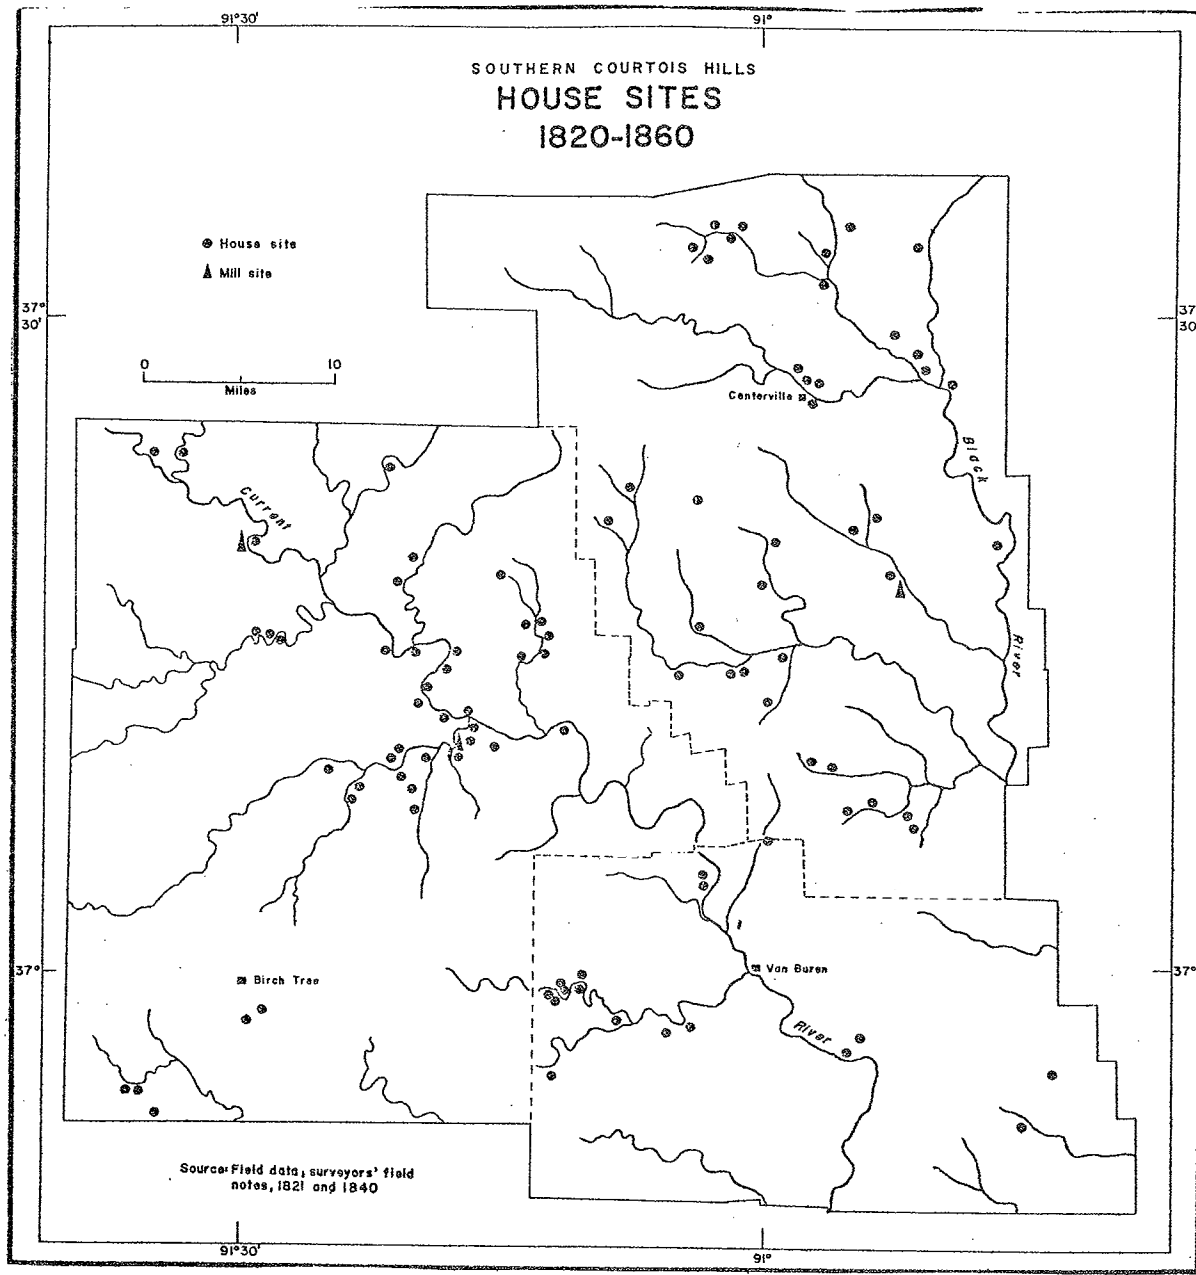 91°30'
91°
SOUTHERN COURTOIS HILLS
HOUSE SITES
1820-1860
House site
Mill site
37°
30'
37°
30'
0
10
Miles
Centerville
Black
Current
River
37°
Birch Tree
Van Buren
37°
River
Source: Field data, surveyors' field
notes, 1821 and 1840
91°30'
91°